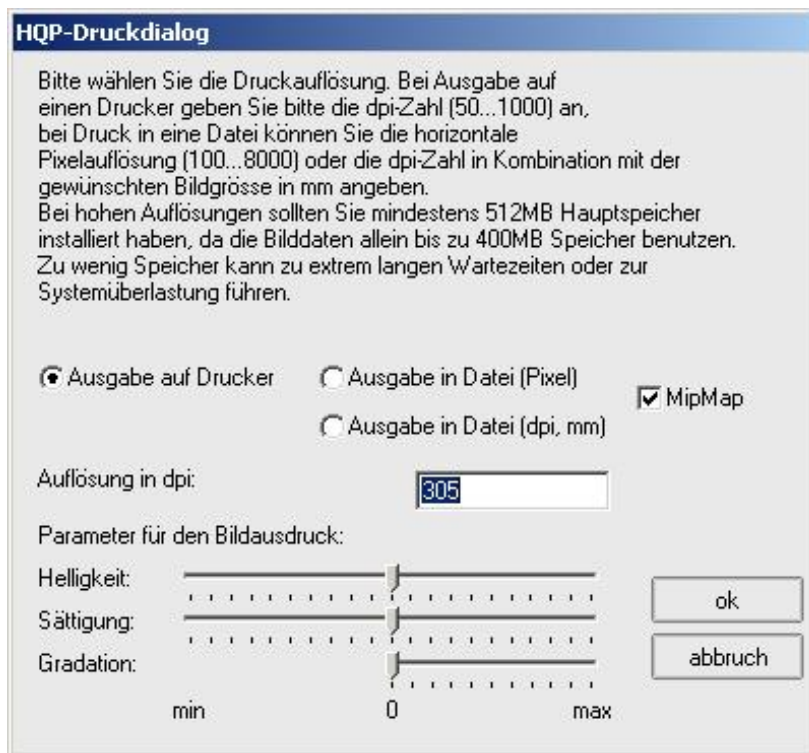 HQP-Druckdialog
Bitte wählen Sie die Druckauflösung. Bei Ausgabe auf
einen Drucker geben Sie bitte die dpi-Zahl (50...1000) an,
bei Druck in eine Datei können Sie die horizontale
Pixelauflösung (100...8000) oder die dpi-Zahl in Kombination mit der
gewünschten Bildgrösse in mm angeben.
Bei hohen Auflösungen sollten Sie mindestens 512MB Hauptspeicher
installiert haben, da die Bilddaten allein bis zu 400MB Speicher benutzen.
Zu wenig Speicher kann zu extrem langen Wartezeiten oder zur
Systemüberlastung führen.
Ausgabe auf Drucker
Ausgabe in Datei (Pixel)
MipMap
Ausgabe in Datei (dpi, mm)
Auflösung in dpi:
305
Parameter für den Bildausdruck:
Helligkeit:
ok
Sättigung:
Gradation:
abbruch
min 0 max